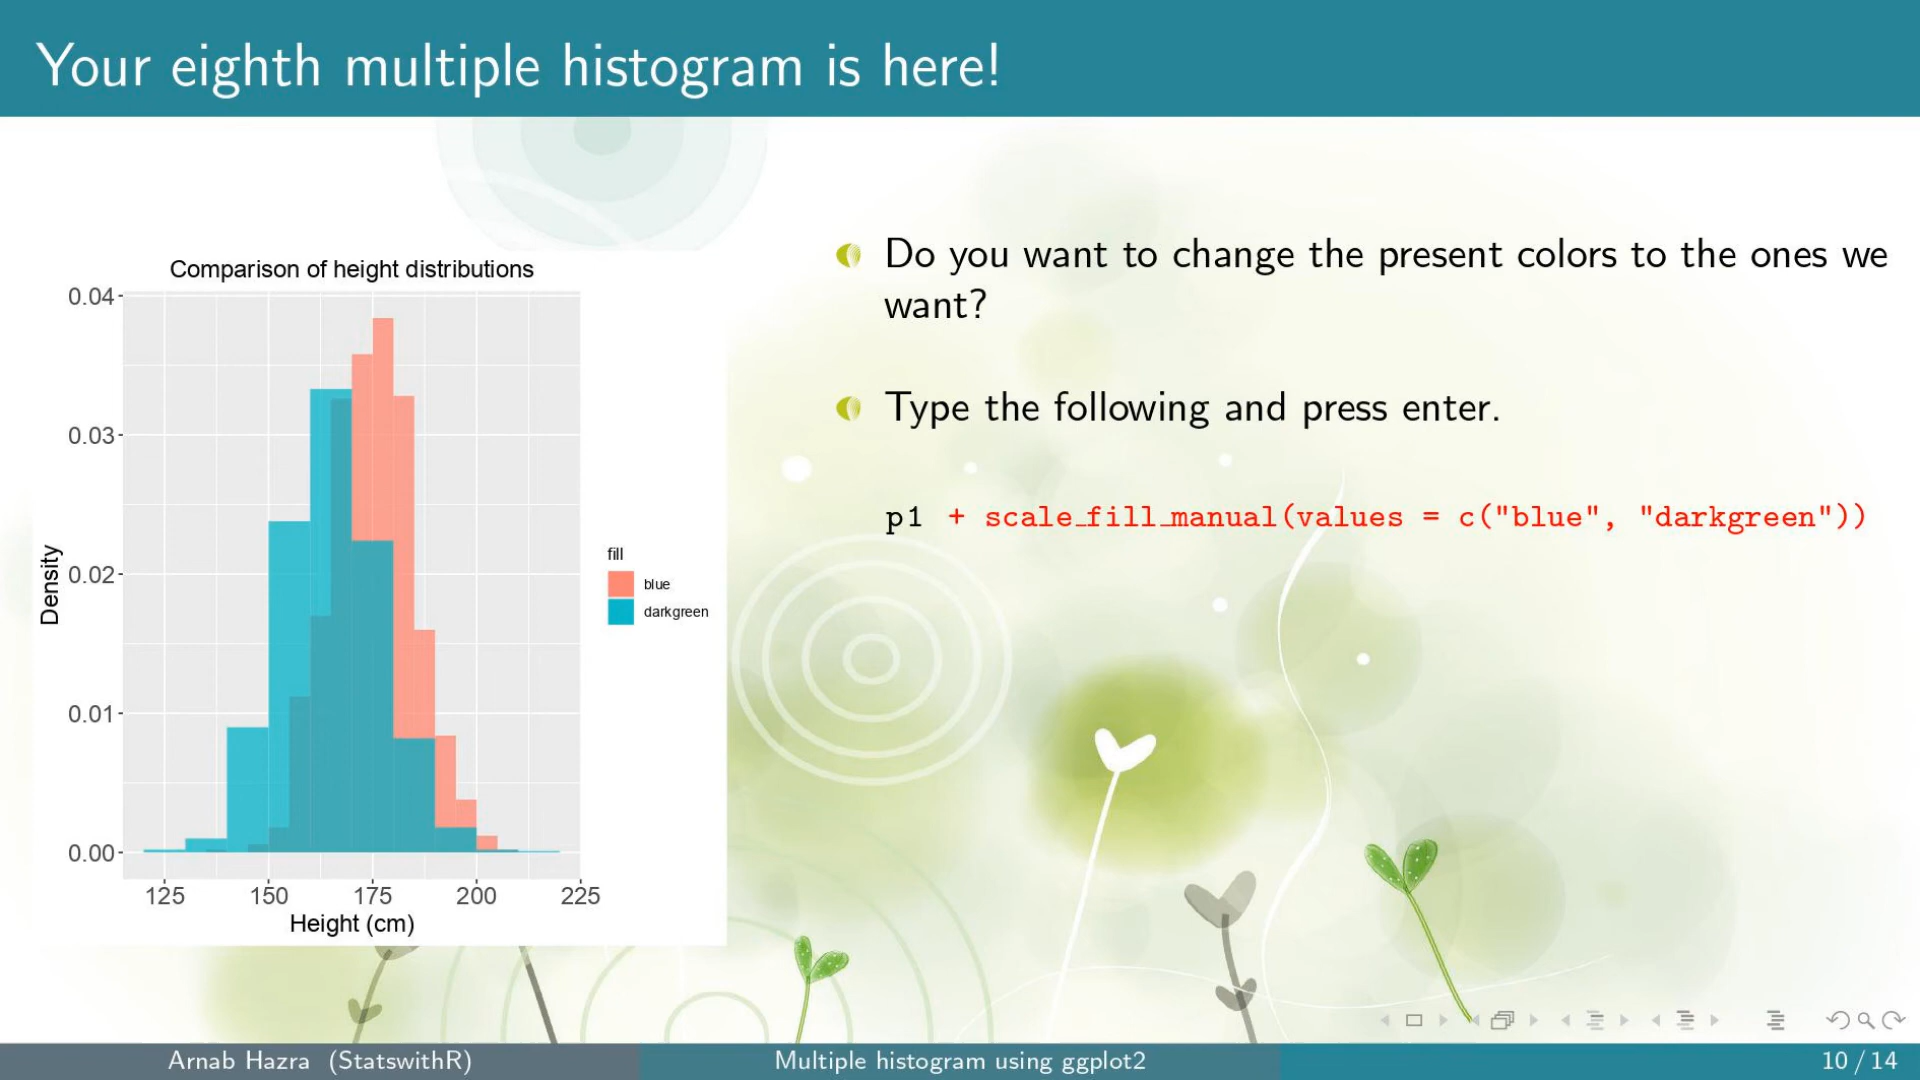 Your eighth multiple histogram is here!
Comparison of height distributions
0.04
0.03
0.02
0.01
0.00
Density
125 150 175 200 225
Height (cm)
fill
blue
darkgreen
Do you want to change the present colors to the ones we
want?
Type the following and press enter.
p1 + scale_fill_manual(values = c("blue", "darkgreen"))
Arnab Hazra (StatswithR) Multiple histogram using ggplot2 10 / 14